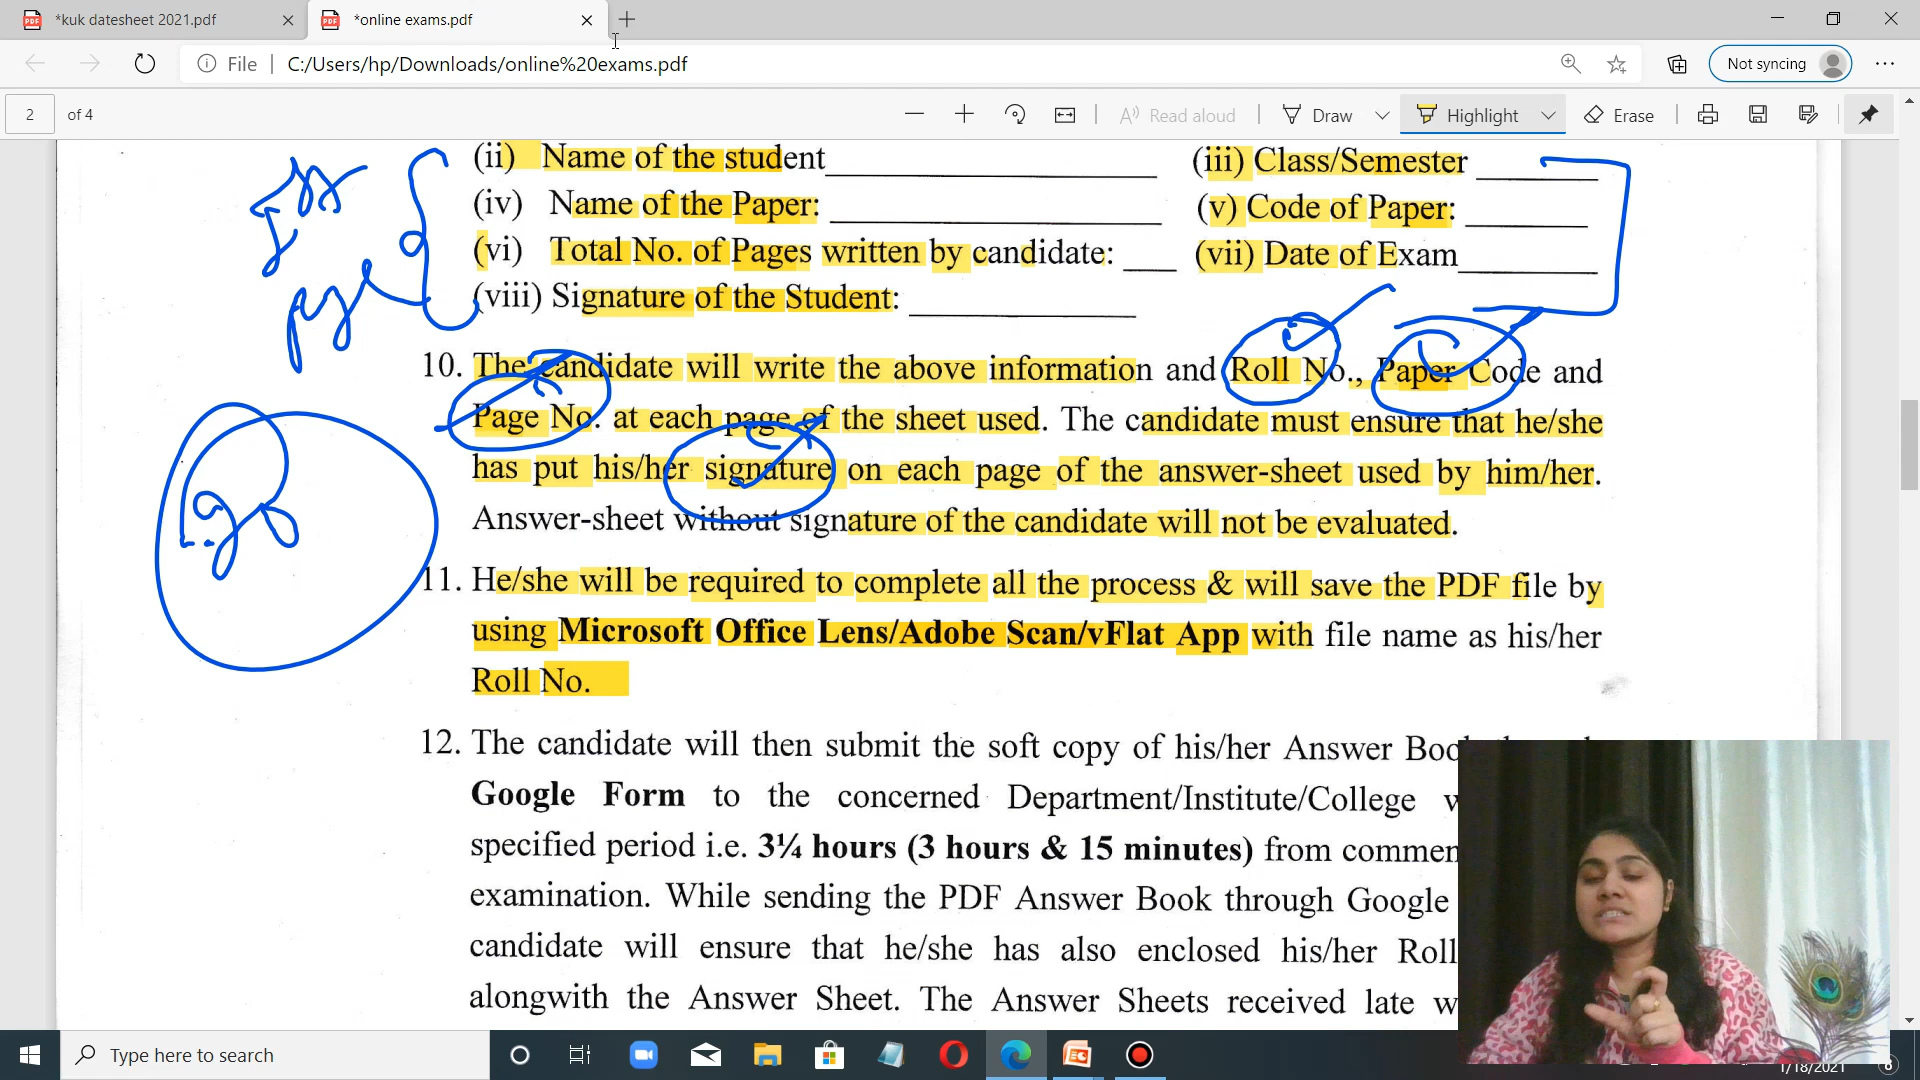 *kuk datesheet 2021.pdf
*online exams.pdf
File
C:/Users/hp/Downloads/online%20exams.pdf
Not syncing
2 of 4
Read aloud
Draw
Highlight
Erase
(ii) Name of the student
(iii) Class/Semester
(iv) Name of the Paper:
(v) Code of Paper:
(vi) Total No. of Pages written by candidate:
(vii) Date of Exam
(viii) Signature of the Student:
10. The candidate will write the above information and Roll No., Paper Code and
Page No. at each page of the sheet used. The candidate must ensure that he/she
has put his/her signature on each page of the answer-sheet used by him/her.
Answer-sheet without signature of the candidate will not be evaluated.
11. He/she will be required to complete all the process & will save the PDF file by
using Microsoft Office Lens/Adobe Scan/vFlat App with file name as his/her
Roll No.
12. The candidate will then submit the soft copy of his/her Answer
Google Form to the concerned Department/Institute/College
specified period i.e. 3¼ hours (3 hours & 15 minutes) from
examination. While sending the PDF Answer Book through Google
candidate will ensure that he/she has also enclosed his/her Roll
alongwith the Answer Sheet. The Answer Sheets received late
Type here to search
1/18/2021